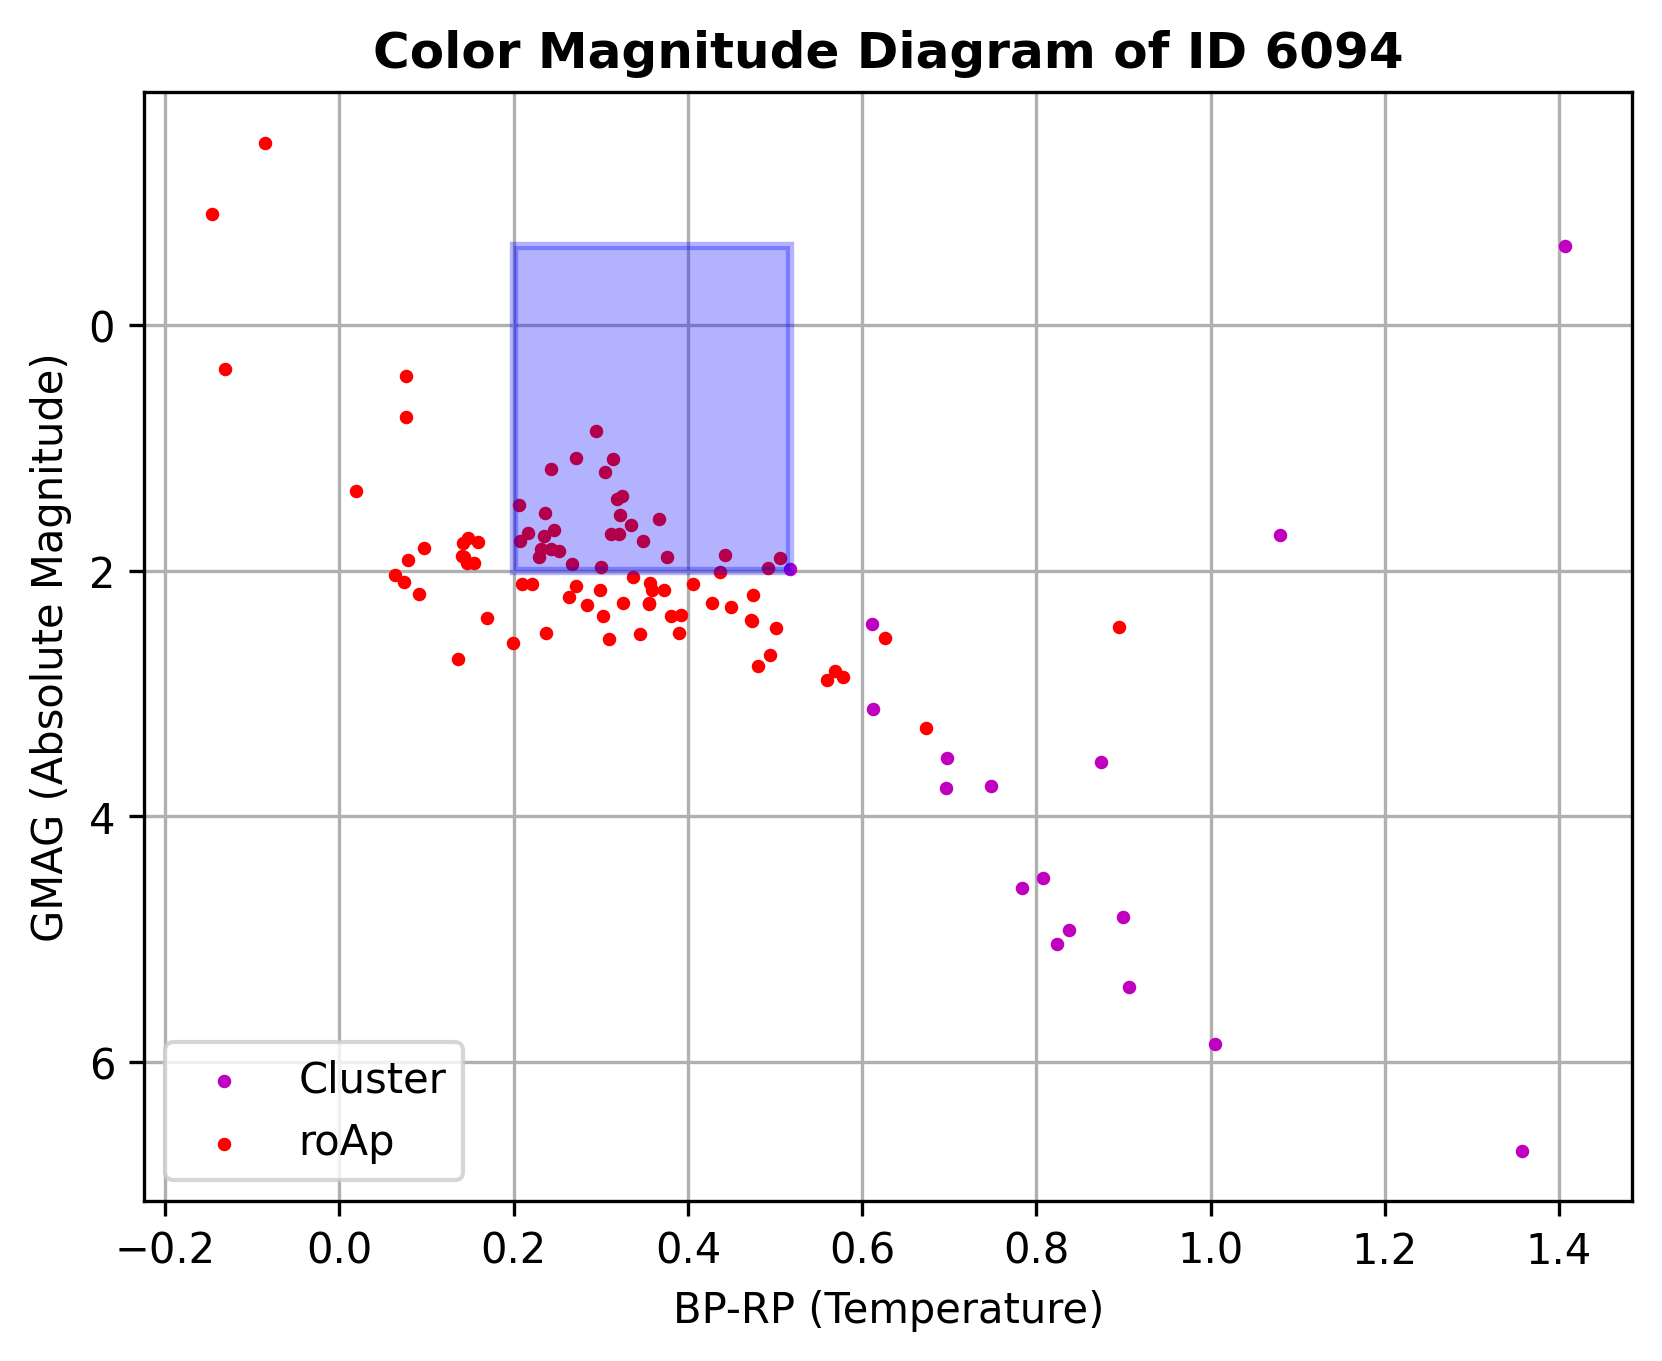 Color Magnitude Diagram of ID 6094
GMAG (Absolute Magnitude)
0
2
4
6
Cluster
roAp
−0.2 0.0 0.2 0.4 0.6 0.8 1.0 1.2 1.4
BP-RP (Temperature)